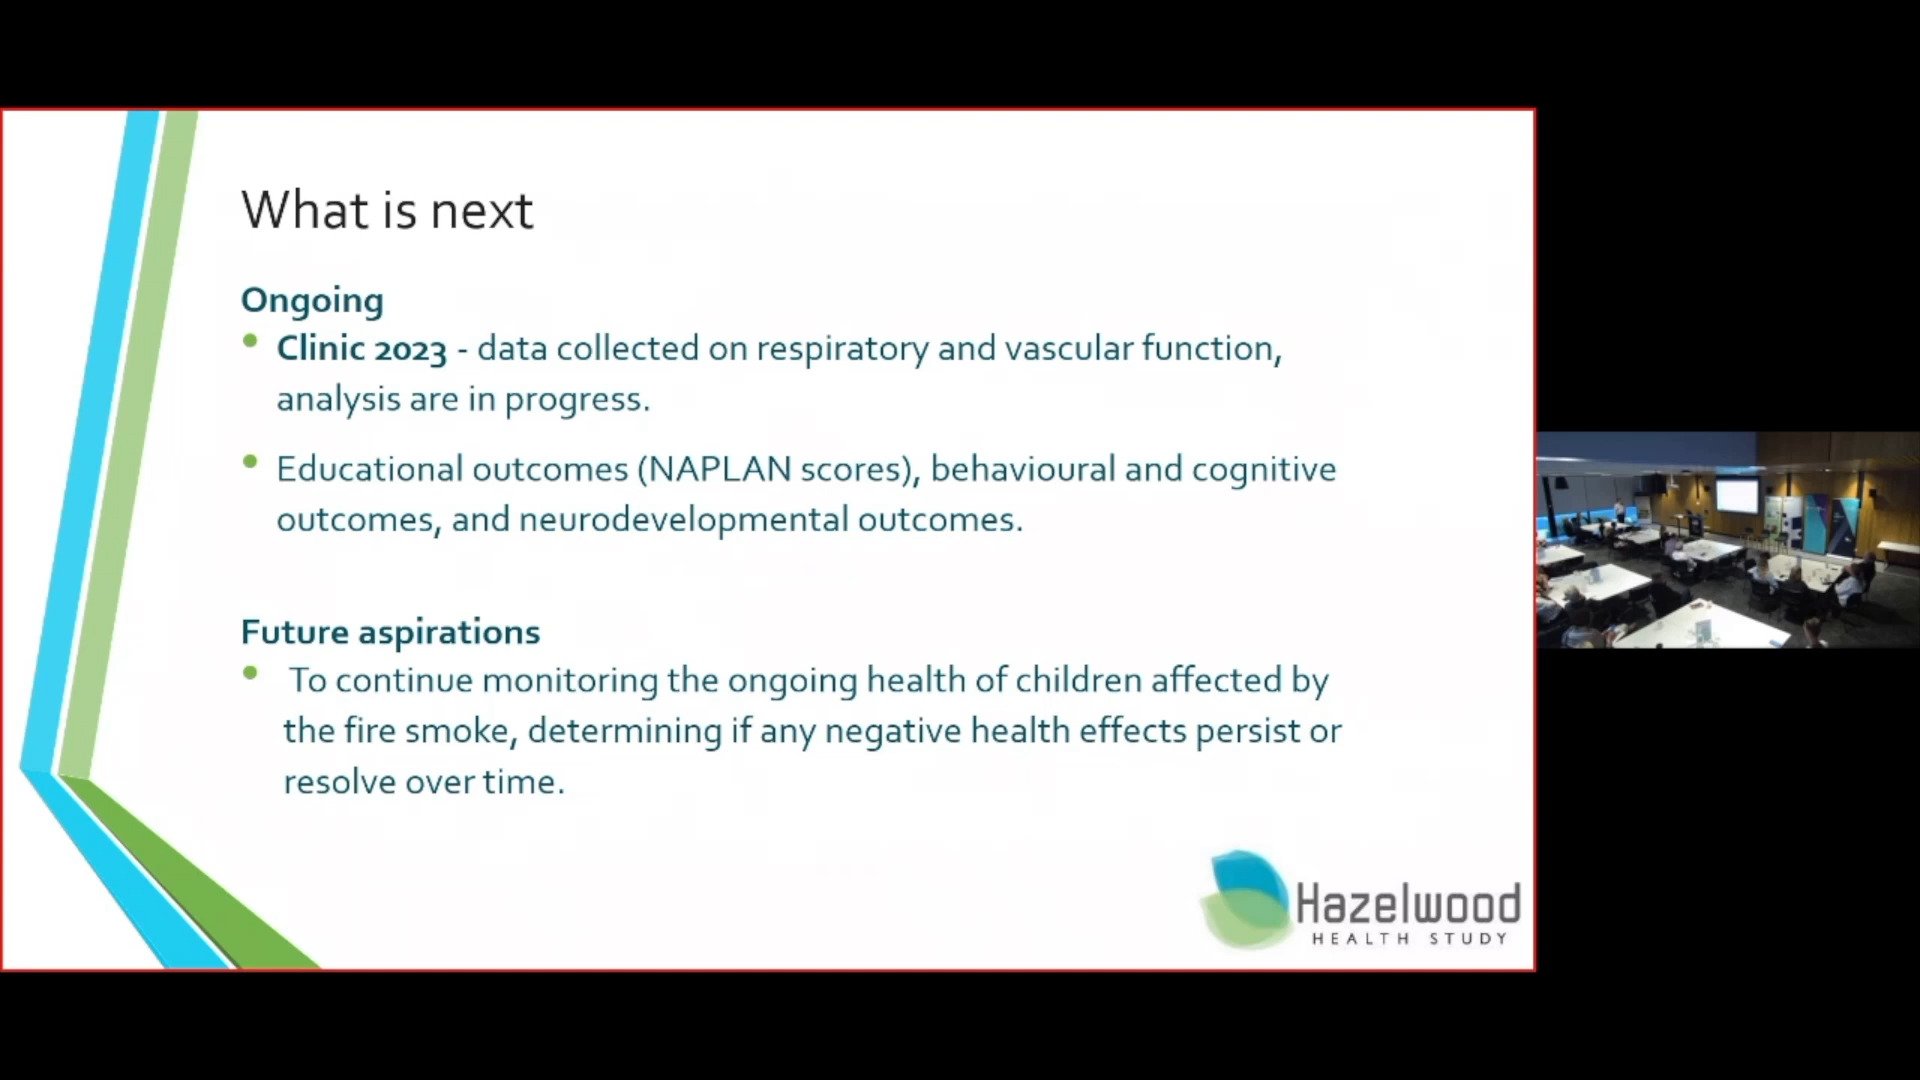 What is next
Ongoing
• Clinic 2023 - data collected on respiratory and vascular function,
analysis are in progress.
• Educational outcomes (NAPLAN scores), behavioural and cognitive
outcomes, and neurodevelopmental outcomes.
Future aspirations
• To continue monitoring the ongoing health of children affected by
the fire smoke, determining if any negative health effects persist or
resolve over time.
Hazelwood
HEALTH STUDY